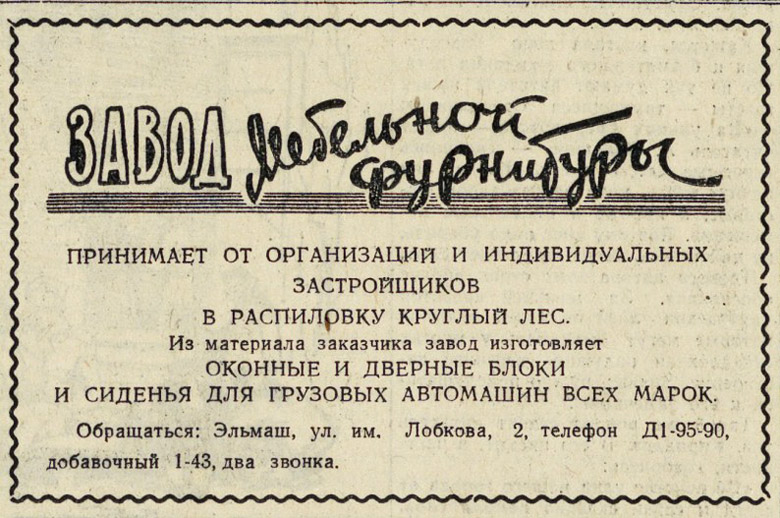 ЗАВОД Мебельной
фурнитуры
ПРИНИМАЕТ ОТ ОРГАНИЗАЦИЙ И ИНДИВИДУАЛЬНЫХ
ЗАСТРОЙЩИКОВ
В РАСПИЛОВКУ КРУГЛЫЙ ЛЕС.
Из материала заказчика завод изготовляет
ОКОННЫЕ И ДВЕРНЫЕ БЛОКИ
И СИДЕНЬЯ ДЛЯ ГРУЗОВЫХ АВТОМАШИН ВСЕХ МАРОК.
Обращаться: Эльмаш, ул. им. Лобкова, 2, телефон Д1-95-90,
добавочный 1-43, два звонка.